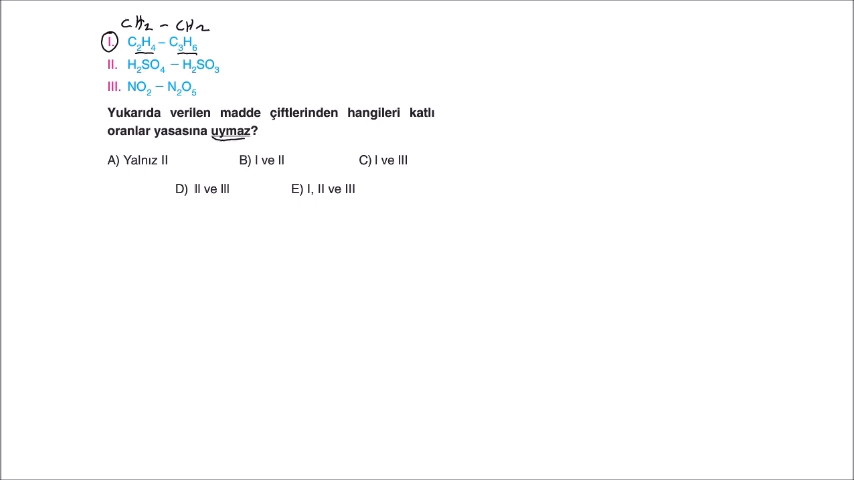 CH2 - CH2
I. C2H4 – C3H6
II. H2SO4 – H2SO3
III. NO2 – N2O5
Yukarıda verilen madde çiftlerinden hangileri katlı
oranlar yasasına uymaz?
A) Yalnız II B) I ve II C) I ve III
D) II ve III E) I, II ve III